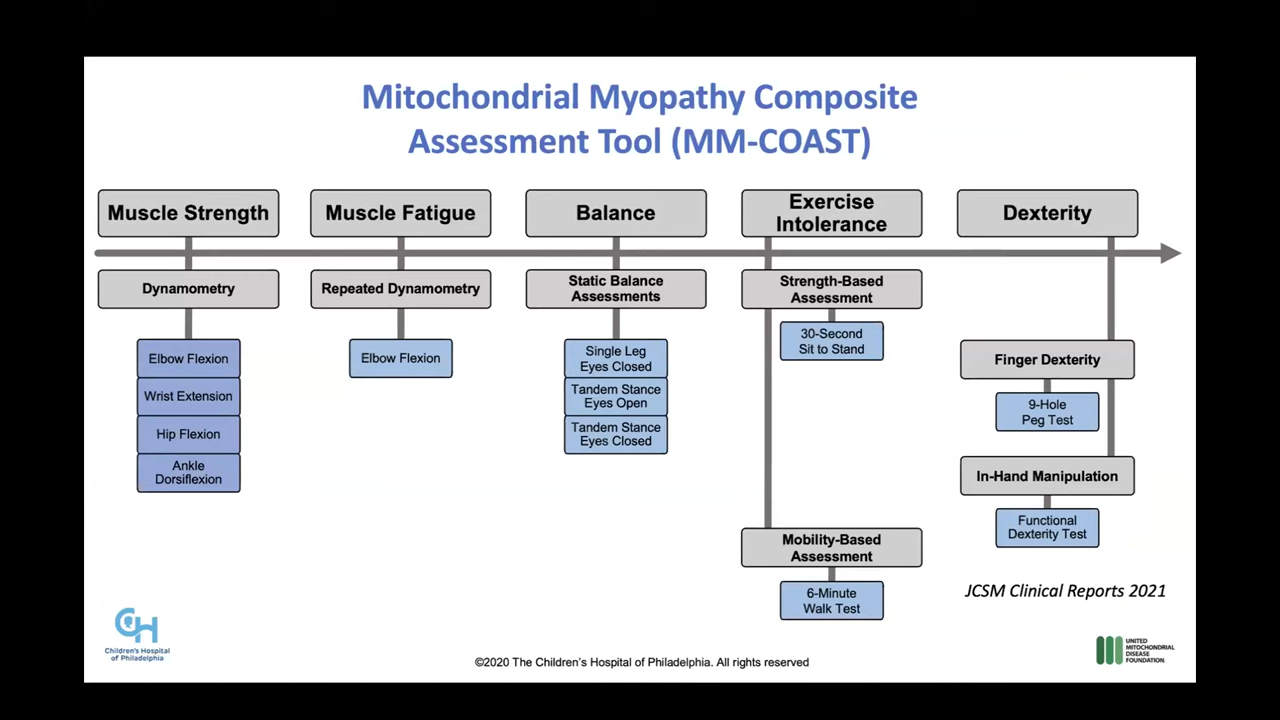 Mitochondrial Myopathy Composite
Assessment Tool (MM-COAST)
Muscle Strength
Muscle Fatigue
Balance
Exercise
Intolerance
Dexterity
Dynamometry
Repeated Dynamometry
Static Balance
Assessments
Strength-Based
Assessment
Elbow Flexion
Wrist Extension
Hip Flexion
Ankle
Dorsiflexion
Elbow Flexion
Single Leg
Eyes Closed
Tandem Stance
Eyes Open
Tandem Stance
Eyes Closed
30-Second
Sit to Stand
Mobility-Based
Assessment
6-Minute
Walk Test
Finger Dexterity
9-Hole
Peg Test
In-Hand Manipulation
Functional
Dexterity Test
JCSM Clinical Reports 2021
CH
Children's Hospital
of Philadelphia
©2020 The Children's Hospital of Philadelphia. All rights reserved
UNITED
MITOCHONDRIAL
DISEASE
FOUNDATION